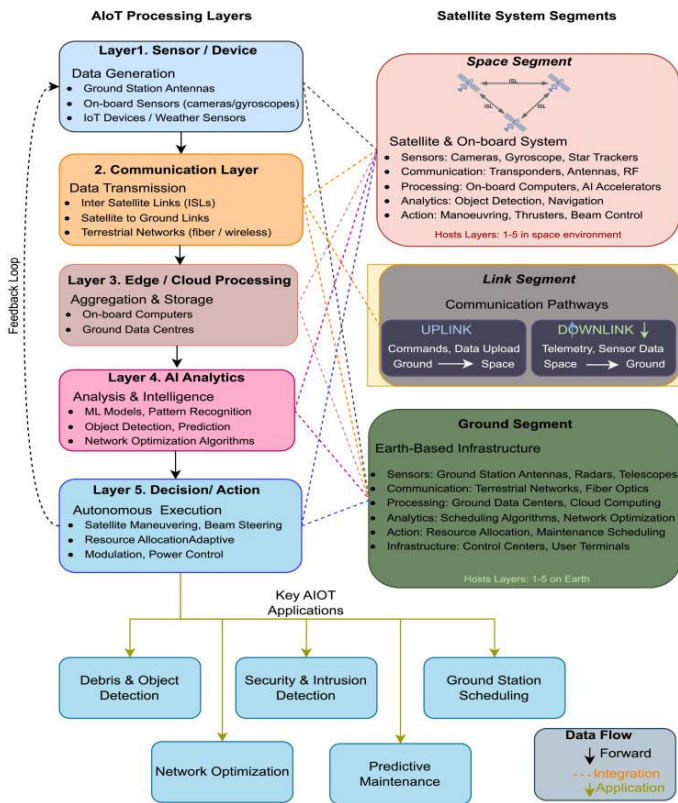 AIoT Processing Layers
Satellite System Segments
Layer1. Sensor / Device
Data Generation
Ground Station Antennas
On-board Sensors (cameras/gyroscopes)
IoT Devices / Weather Sensors
2. Communication Layer
Data Transmission
Inter Satellite Links (ISLs)
Satellite to Ground Links
Terrestrial Networks (fiber / wireless)
Layer 3. Edge / Cloud Processing
Aggregation & Storage
On-board Computers
Ground Data Centres
Layer 4. AI Analytics
Analysis & Intelligence
ML Models, Pattern Recognition
Object Detection, Prediction
Network Optimization Algorithms
Layer 5. Decision/ Action
Autonomous Execution
Satellite Maneuvering, Beam Steering
Resource AllocationAdaptive
Modulation, Power Control
Feedback Loop
Space Segment
ISL
ISL
ISL
Satellite & On-board System
Sensors: Cameras, Gyroscope, Star Trackers
Communication: Transponders, Antennas, RF
Processing: On-board Computers, AI Accelerators
Analytics: Object Detection, Navigation
Action: Manoeuvring, Thrusters, Beam Control
Hosts Layers: 1-5 in space environment
Link Segment
Communication Pathways
UPLINK
Commands, Data Upload
Ground Space
DOWNLINK
Telemetry, Sensor Data
Space Ground
Ground Segment
Earth-Based Infrastructure
Sensors: Ground Station Antennas, Radars, Telescopes
Communication: Terrestrial Networks, Fiber Optics
Processing: Ground Data Centers, Cloud Computing
Analytics: Scheduling Algorithms, Network Optimization
Action: Resource Allocation, Maintenance Scheduling
Infrastructure: Control Centers, User Terminals
Hosts Layers: 1-5 on Earth
Key AIOT
Applications
Debris & Object
Detection
Security & Intrusion
Detection
Ground Station
Scheduling
Network Optimization
Predictive
Maintenance
Data Flow
Forward
Integration
Application